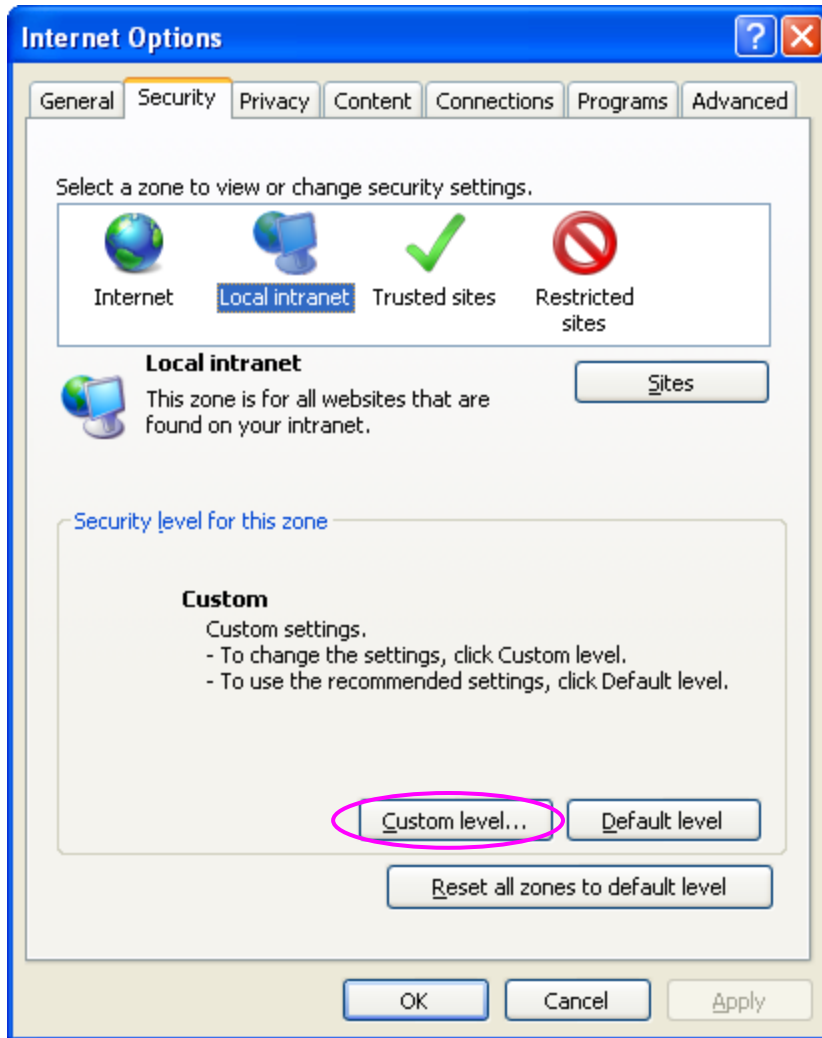 Internet Options
General Security Privacy Content Connections Programs Advanced
Select a zone to view or change security settings.
Internet Local intranet Trusted sites Restricted
sites
Local intranet
Sites
This zone is for all websites that are
found on your intranet.
Security level for this zone
Custom
Custom settings.
- To change the settings, click Custom level.
- To use the recommended settings, click Default level.
Custom level... Default level
Reset all zones to default level
OK Cancel Apply